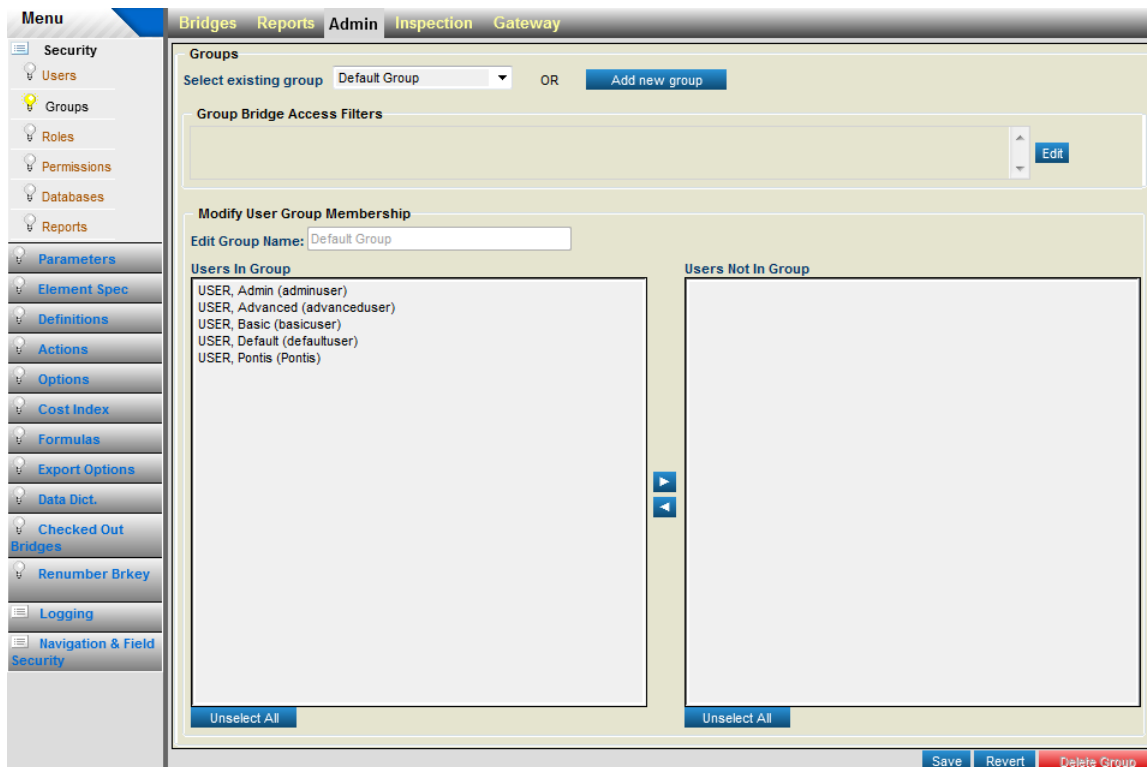 Menu
Bridges Reports Admin Inspection Gateway
Security
Users
Groups
Roles
Permissions
Databases
Reports
Parameters
Element Spec
Definitions
Actions
Options
Cost Index
Formulas
Export Options
Data Dict.
Checked Out
Bridges
Renumber Brkey
Logging
Navigation & Field
Security
Groups
Select existing group Default Group OR Add new group
Group Bridge Access Filters
Edit
Modify User Group Membership
Edit Group Name: Default Group
Users In Group
USER, Admin (adminuser)
USER, Advanced (advanceduser)
USER, Basic (basicuser)
USER, Default (defaultuser)
USER, Pontis (Pontis)
Unselect All
Users Not In Group
Unselect All
Save Revert Delete Group